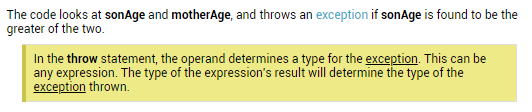 The code looks at sonAge and motherAge, and throws an exception if sonAge is found to be the
greater of the two.
In the throw statement, the operand determines a type for the exception. This can be
any expression. The type of the expression's result will determine the type of the
exception thrown.